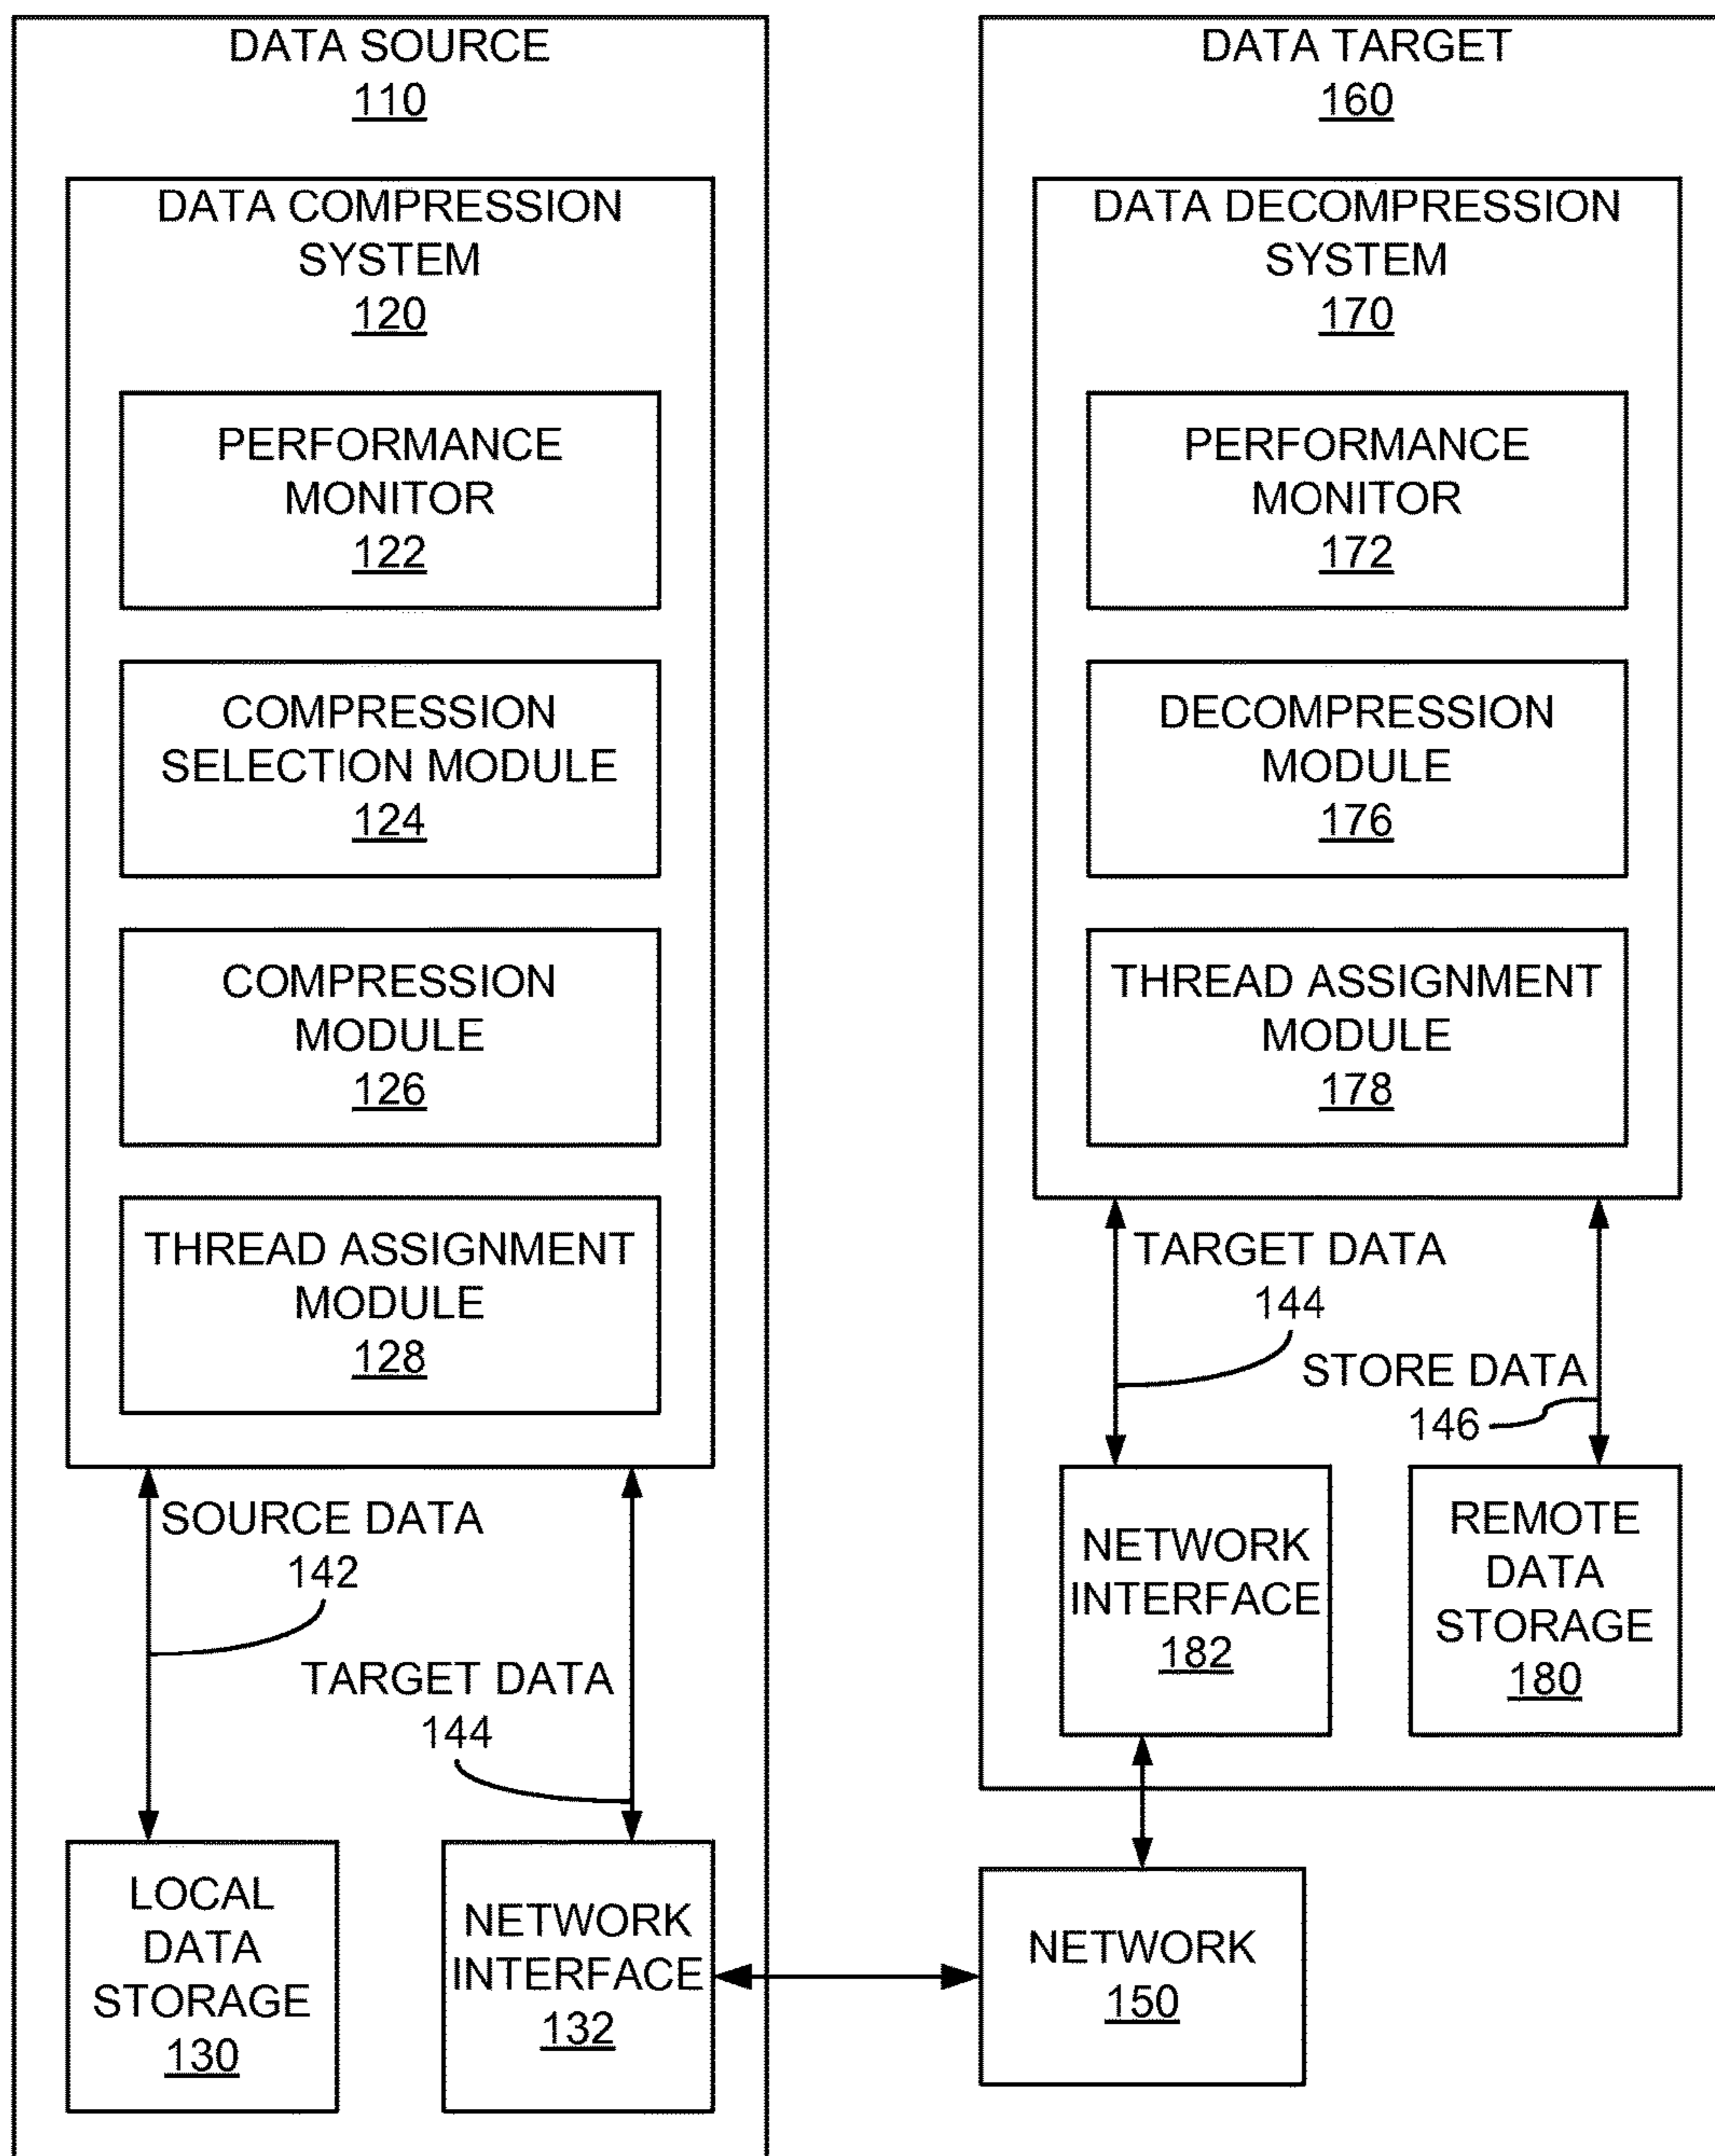 DATA SOURCE
110
DATA COMPRESSION
SYSTEM
120
PERFORMANCE
MONITOR
122
COMPRESSION
SELECTION MODULE
124
COMPRESSION
MODULE
126
THREAD ASSIGNMENT
MODULE
128
SOURCE DATA
142
TARGET DATA
144
LOCAL
DATA
STORAGE
130
NETWORK
INTERFACE
132
DATA TARGET
160
DATA DECOMPRESSION
SYSTEM
170
PERFORMANCE
MONITOR
172
DECOMPRESSION
MODULE
176
THREAD ASSIGNMENT
MODULE
178
TARGET DATA
144
STORE DATA
146
NETWORK
INTERFACE
182
REMOTE
DATA
STORAGE
180
NETWORK
150